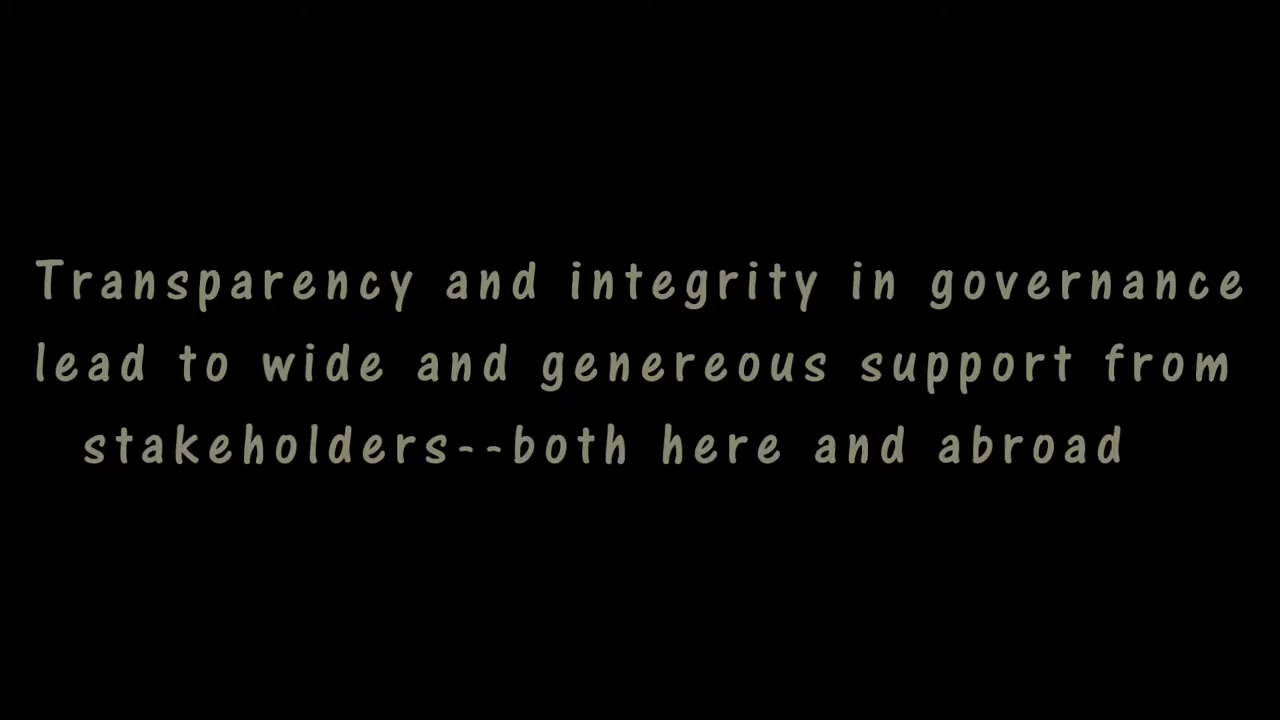 Transparency and integrity in governance
lead to wide and genereous support from
stakeholders--both here and abroad